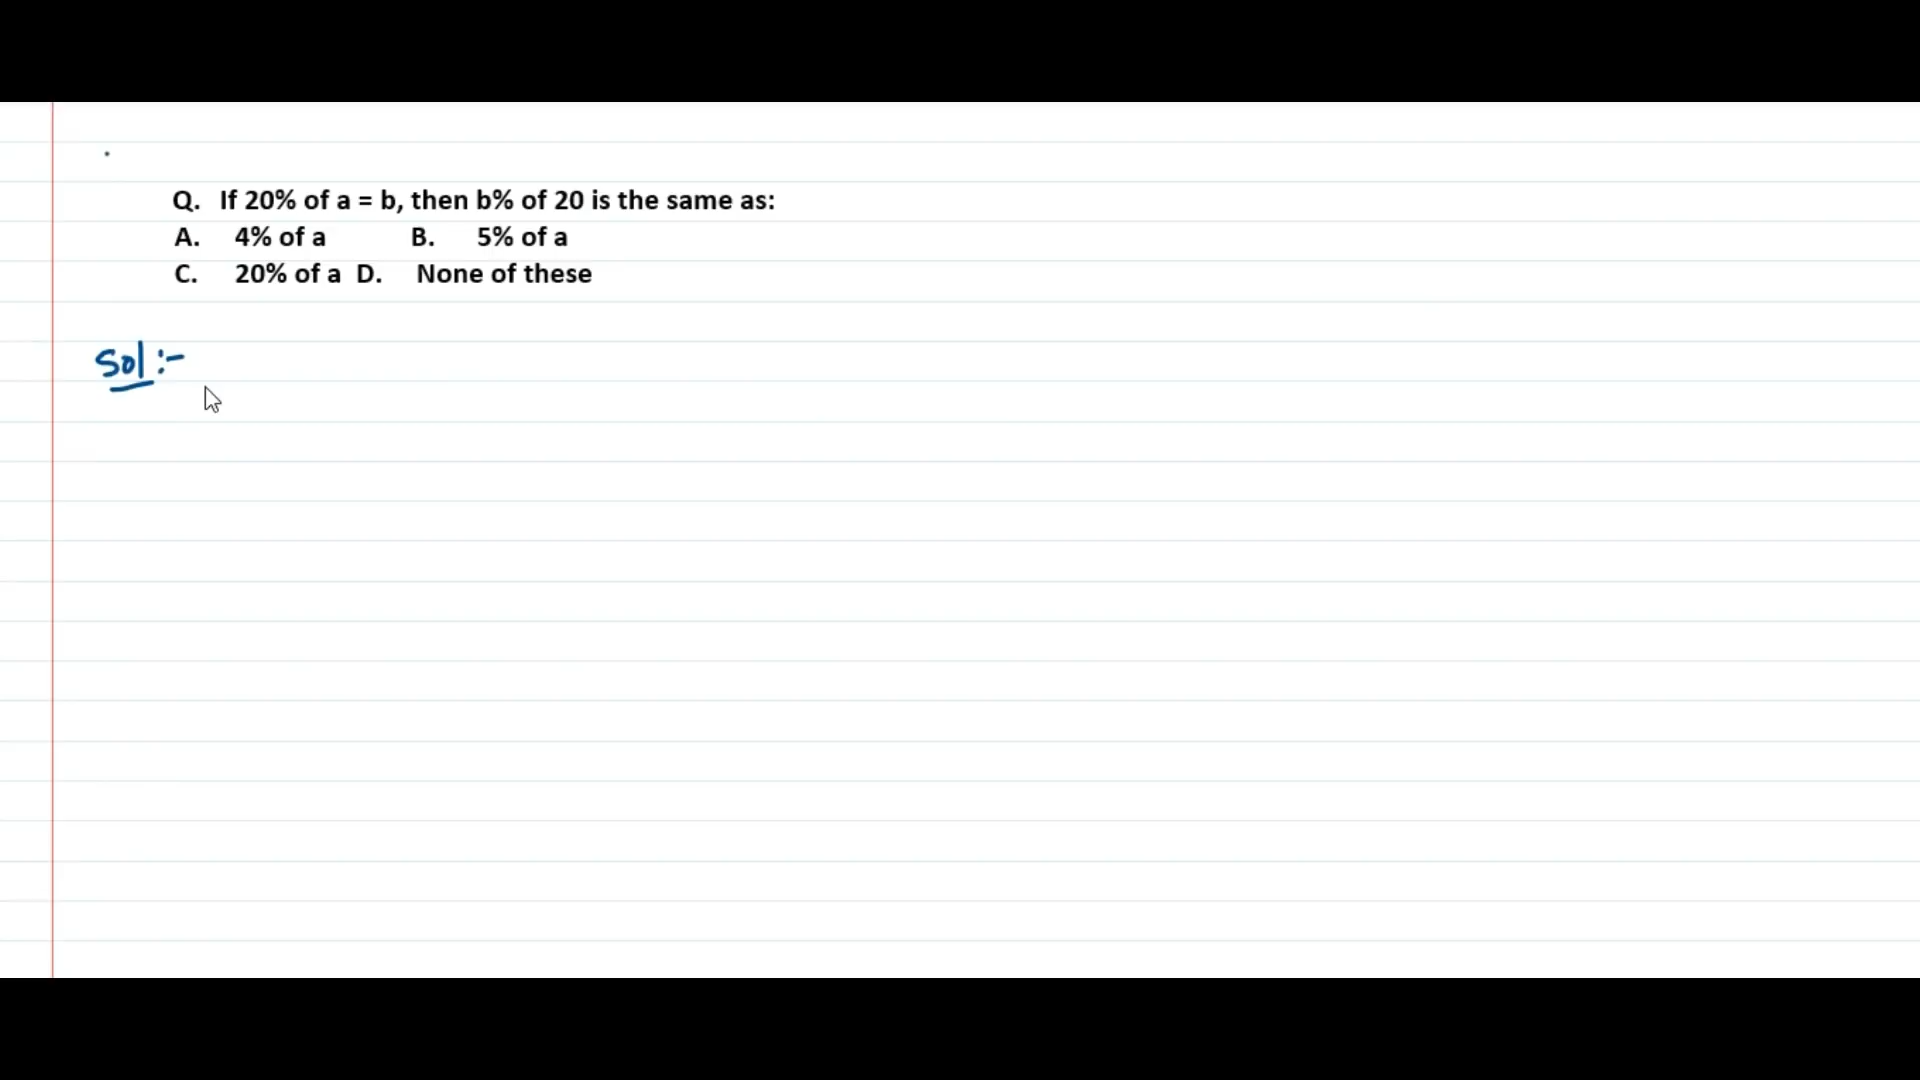 Q. If 20% of a = b, then b% of 20 is the same as:
A. 4% of a B. 5% of a
C. 20% of a D. None of these
Sol :-